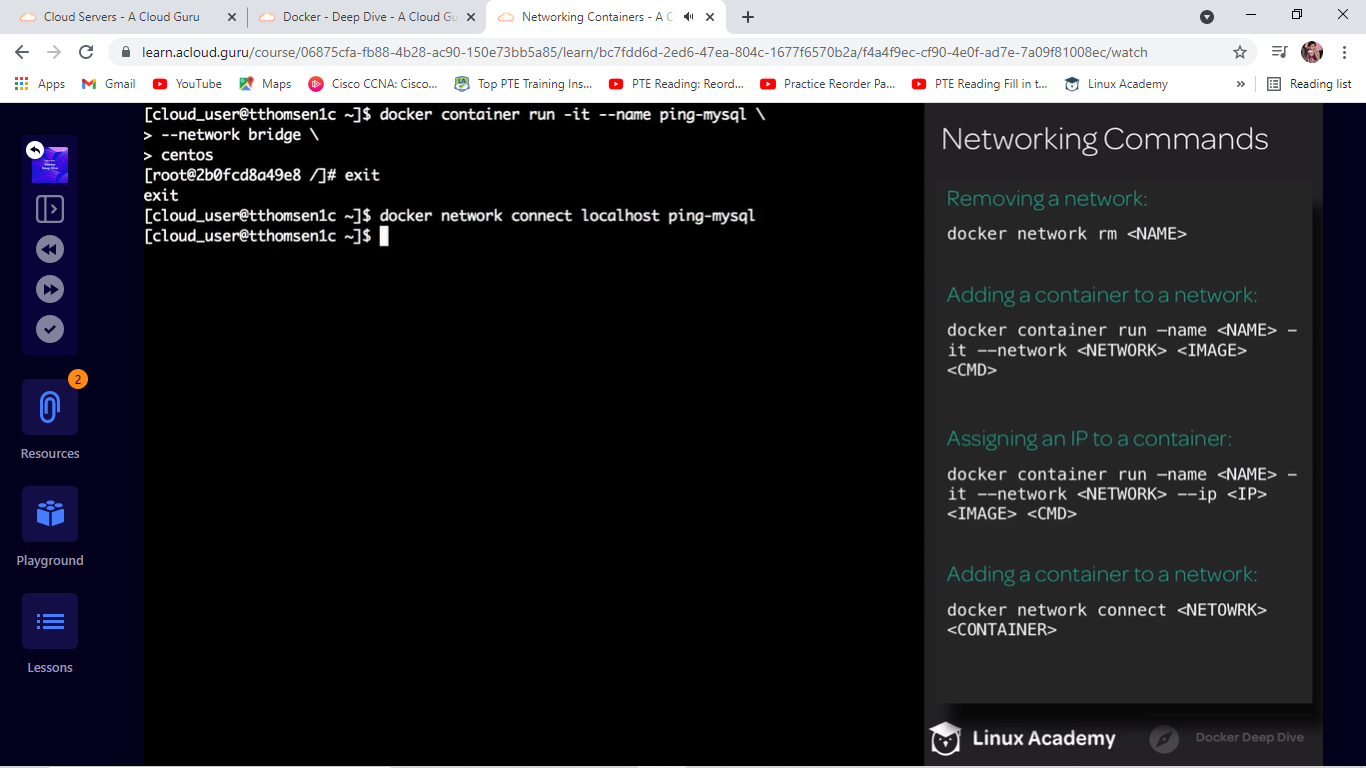 Cloud Servers - A Cloud Guru
Docker - Deep Dive - A Cloud Gu
Networking Containers - A C
learn.acloud.guru/course/06875cfa-fb88-4b28-ac90-150e73bb5a85/learn/bc7fdd6d-2ed6-47ea-804c-1677f6570b2a/f4a4f9ec-cf90-4e0f-ad7e-7a09f81008ec/watch
Apps
Gmail
YouTube
Maps
Cisco CCNA: Cisco...
Top PTE Training Ins...
PTE Reading: Reord...
Practice Reorder Pa...
PTE Reading Fill in t...
Linux Academy
»
Reading list
Docker
Deep Dive
2
Resources
Playground
Lessons
[cloud_user@tthomsen1c ~]$ docker container run -it --name ping-mysql \
> --network bridge \
> centos
[root@2b0fcd8a49e8 /]# exit
exit
[cloud_user@tthomsen1c ~]$ docker network connect localhost ping-mysql
[cloud_user@tthomsen1c ~]$
Networking Commands
Removing a network:
docker network rm <NAME>
Adding a container to a network:
docker container run —name <NAME> –
it ––network <NETWORK> <IMAGE>
<CMD>
Assigning an IP to a container:
docker container run —name <NAME> –
it ––network <NETWORK> --ip <IP>
<IMAGE> <CMD>
Adding a container to a network:
docker network connect <NETOWRK>
<CONTAINER>
Linux Academy
Docker Deep Dive